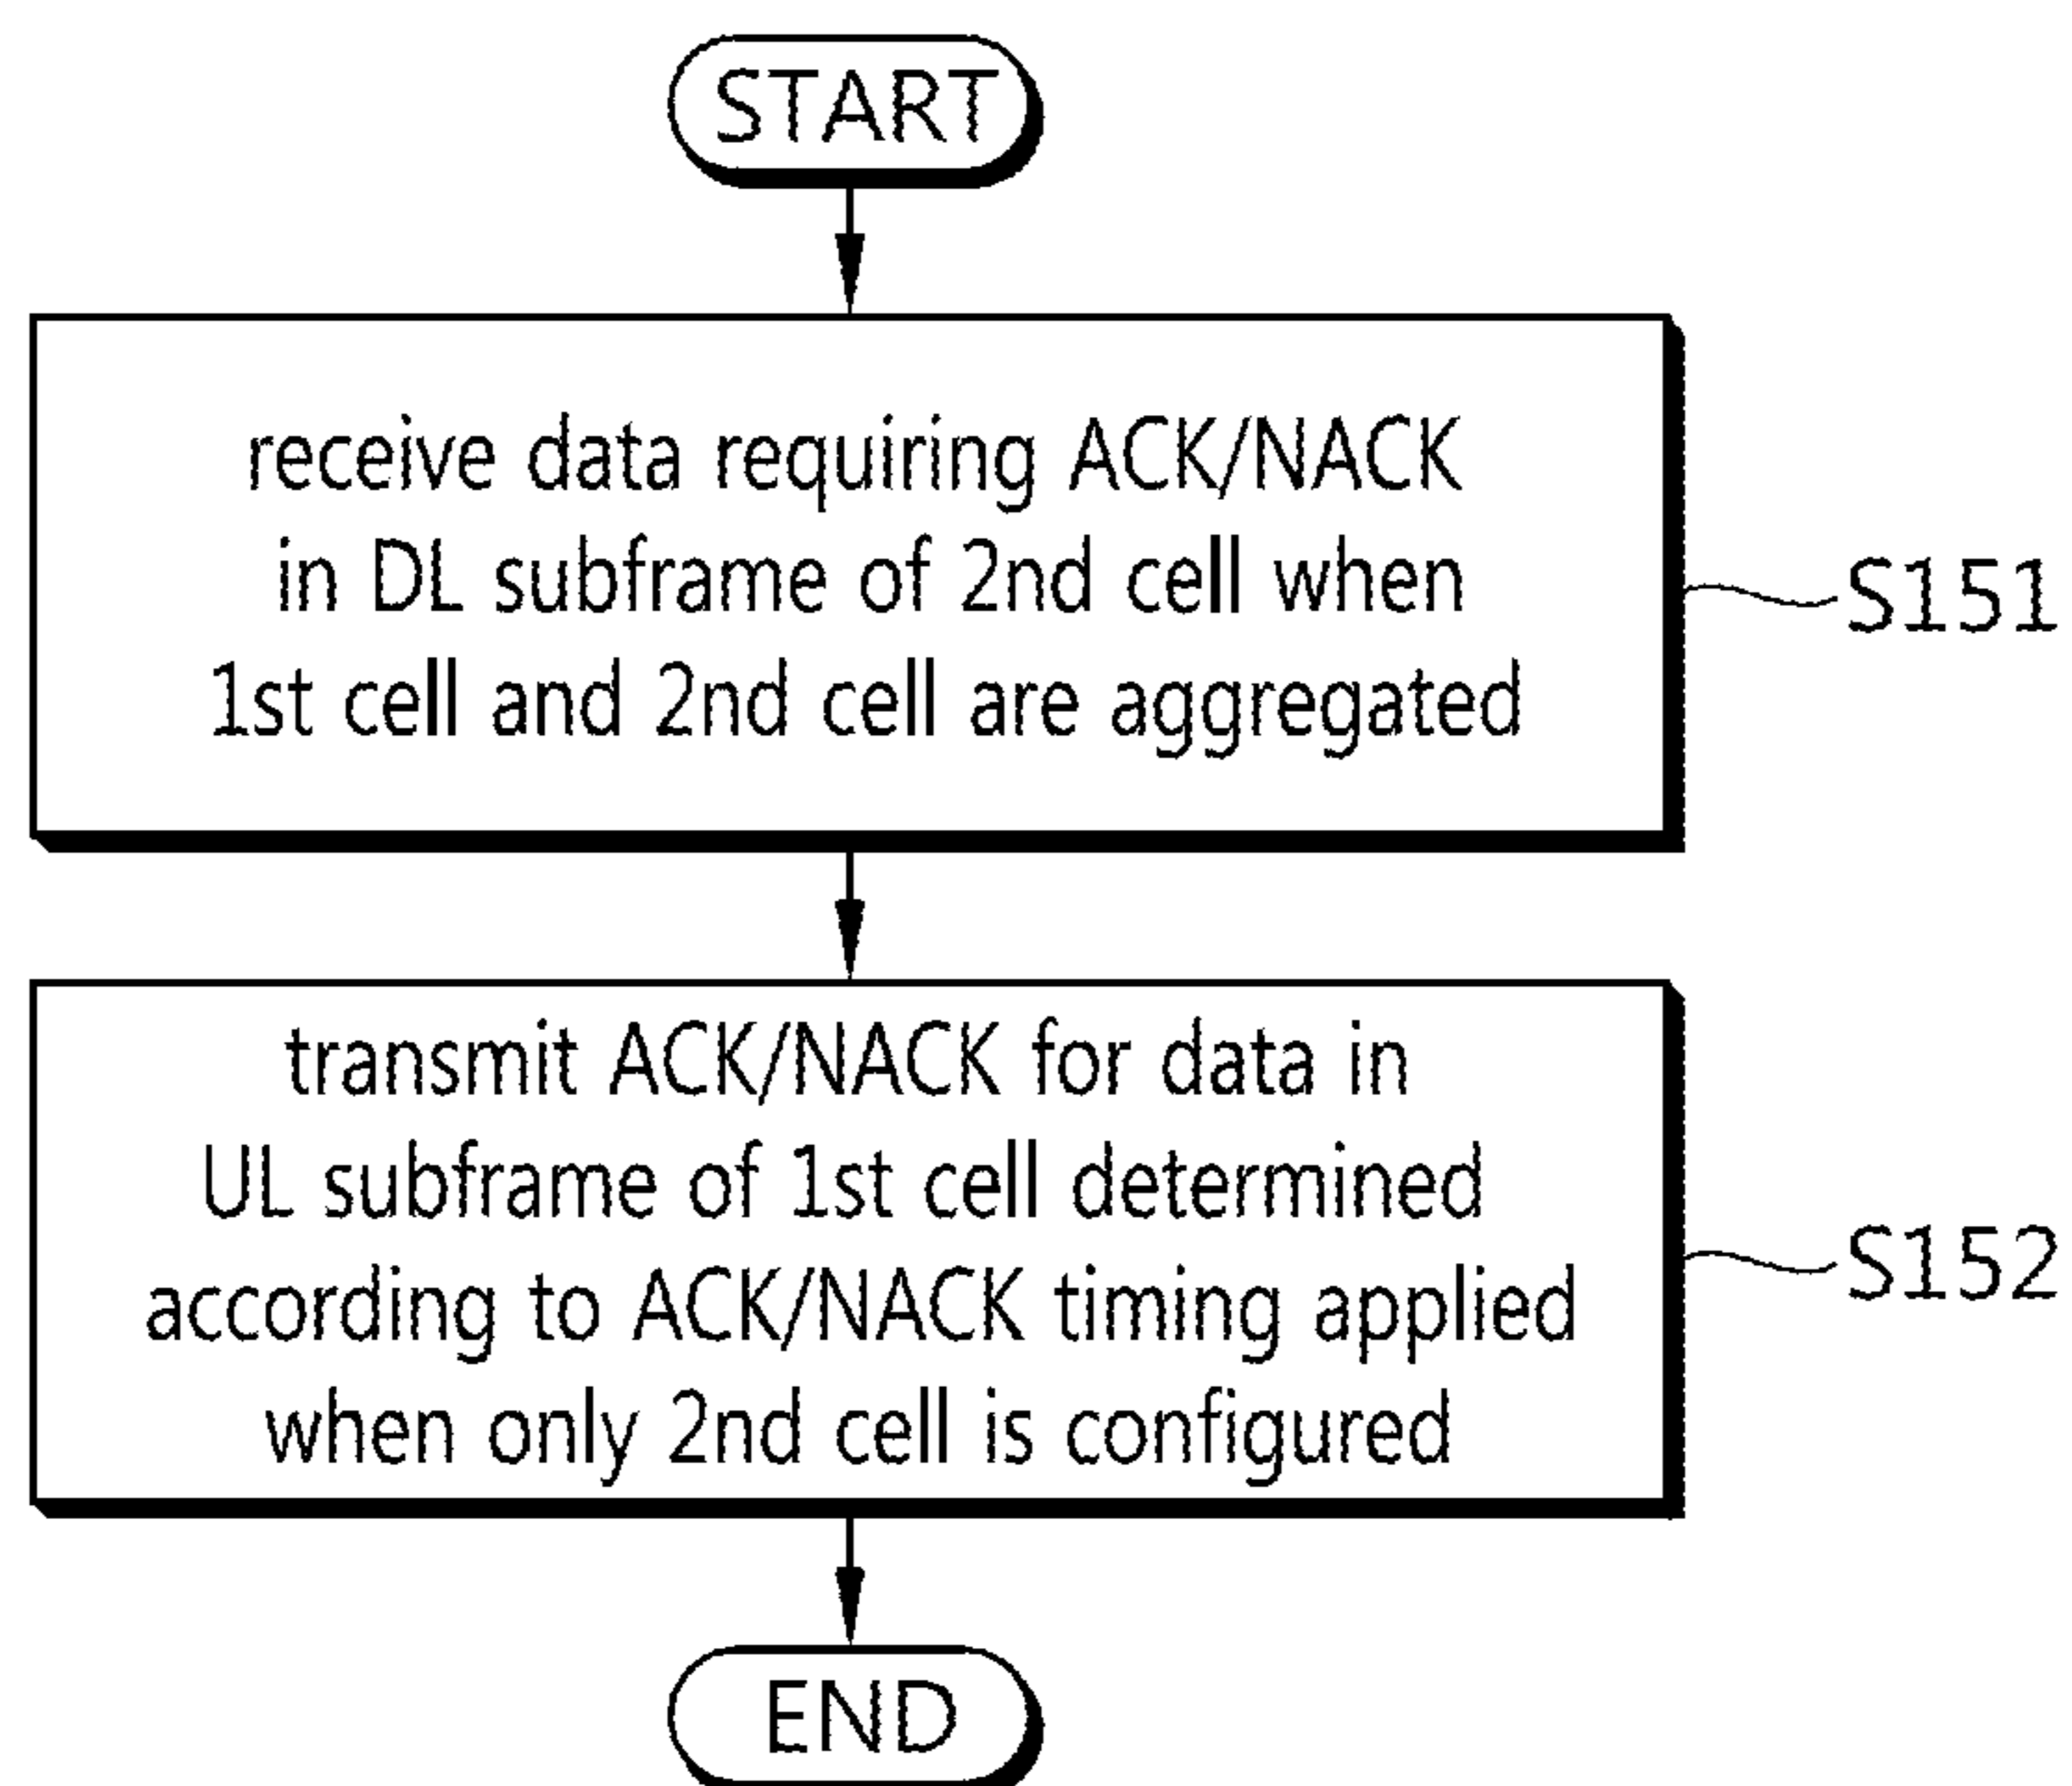 START
receive data requiring ACK/NACK
in DL subframe of 2nd cell when
1st cell and 2nd cell are aggregated
S151
transmit ACK/NACK for data in
UL subframe of 1st cell determined
according to ACK/NACK timing applied
when only 2nd cell is configured
S152
END